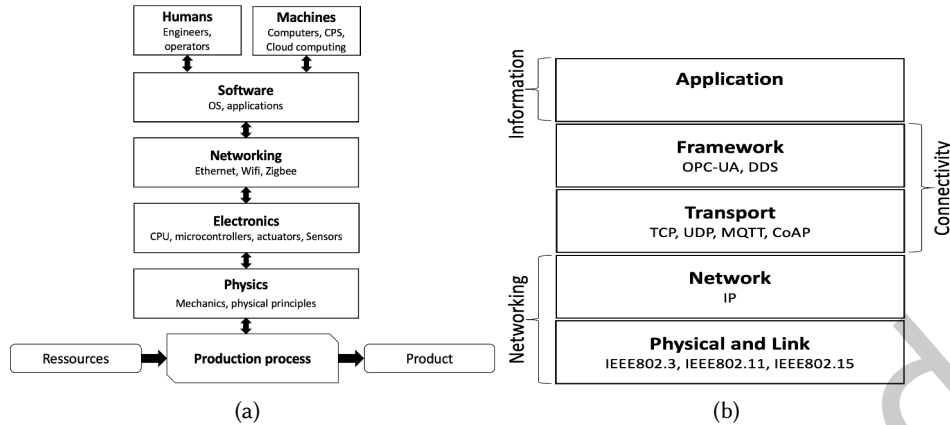 Humans
Engineers,
operators
Machines
Computers, CPS,
Cloud computing
Software
OS, applications
Networking
Ethernet, Wifi, Zigbee
Electronics
CPU, microcontrollers, actuators, Sensors
Physics
Mechanics, physical principles
Ressources
Production process
Product
(a)
Information
Application
Framework
OPC-UA, DDS
Connectivity
Transport
TCP, UDP, MQTT, CoAP
Networking
Network
IP
Physical and Link
IEEE802.3, IEEE802.11, IEEE802.15
(b)